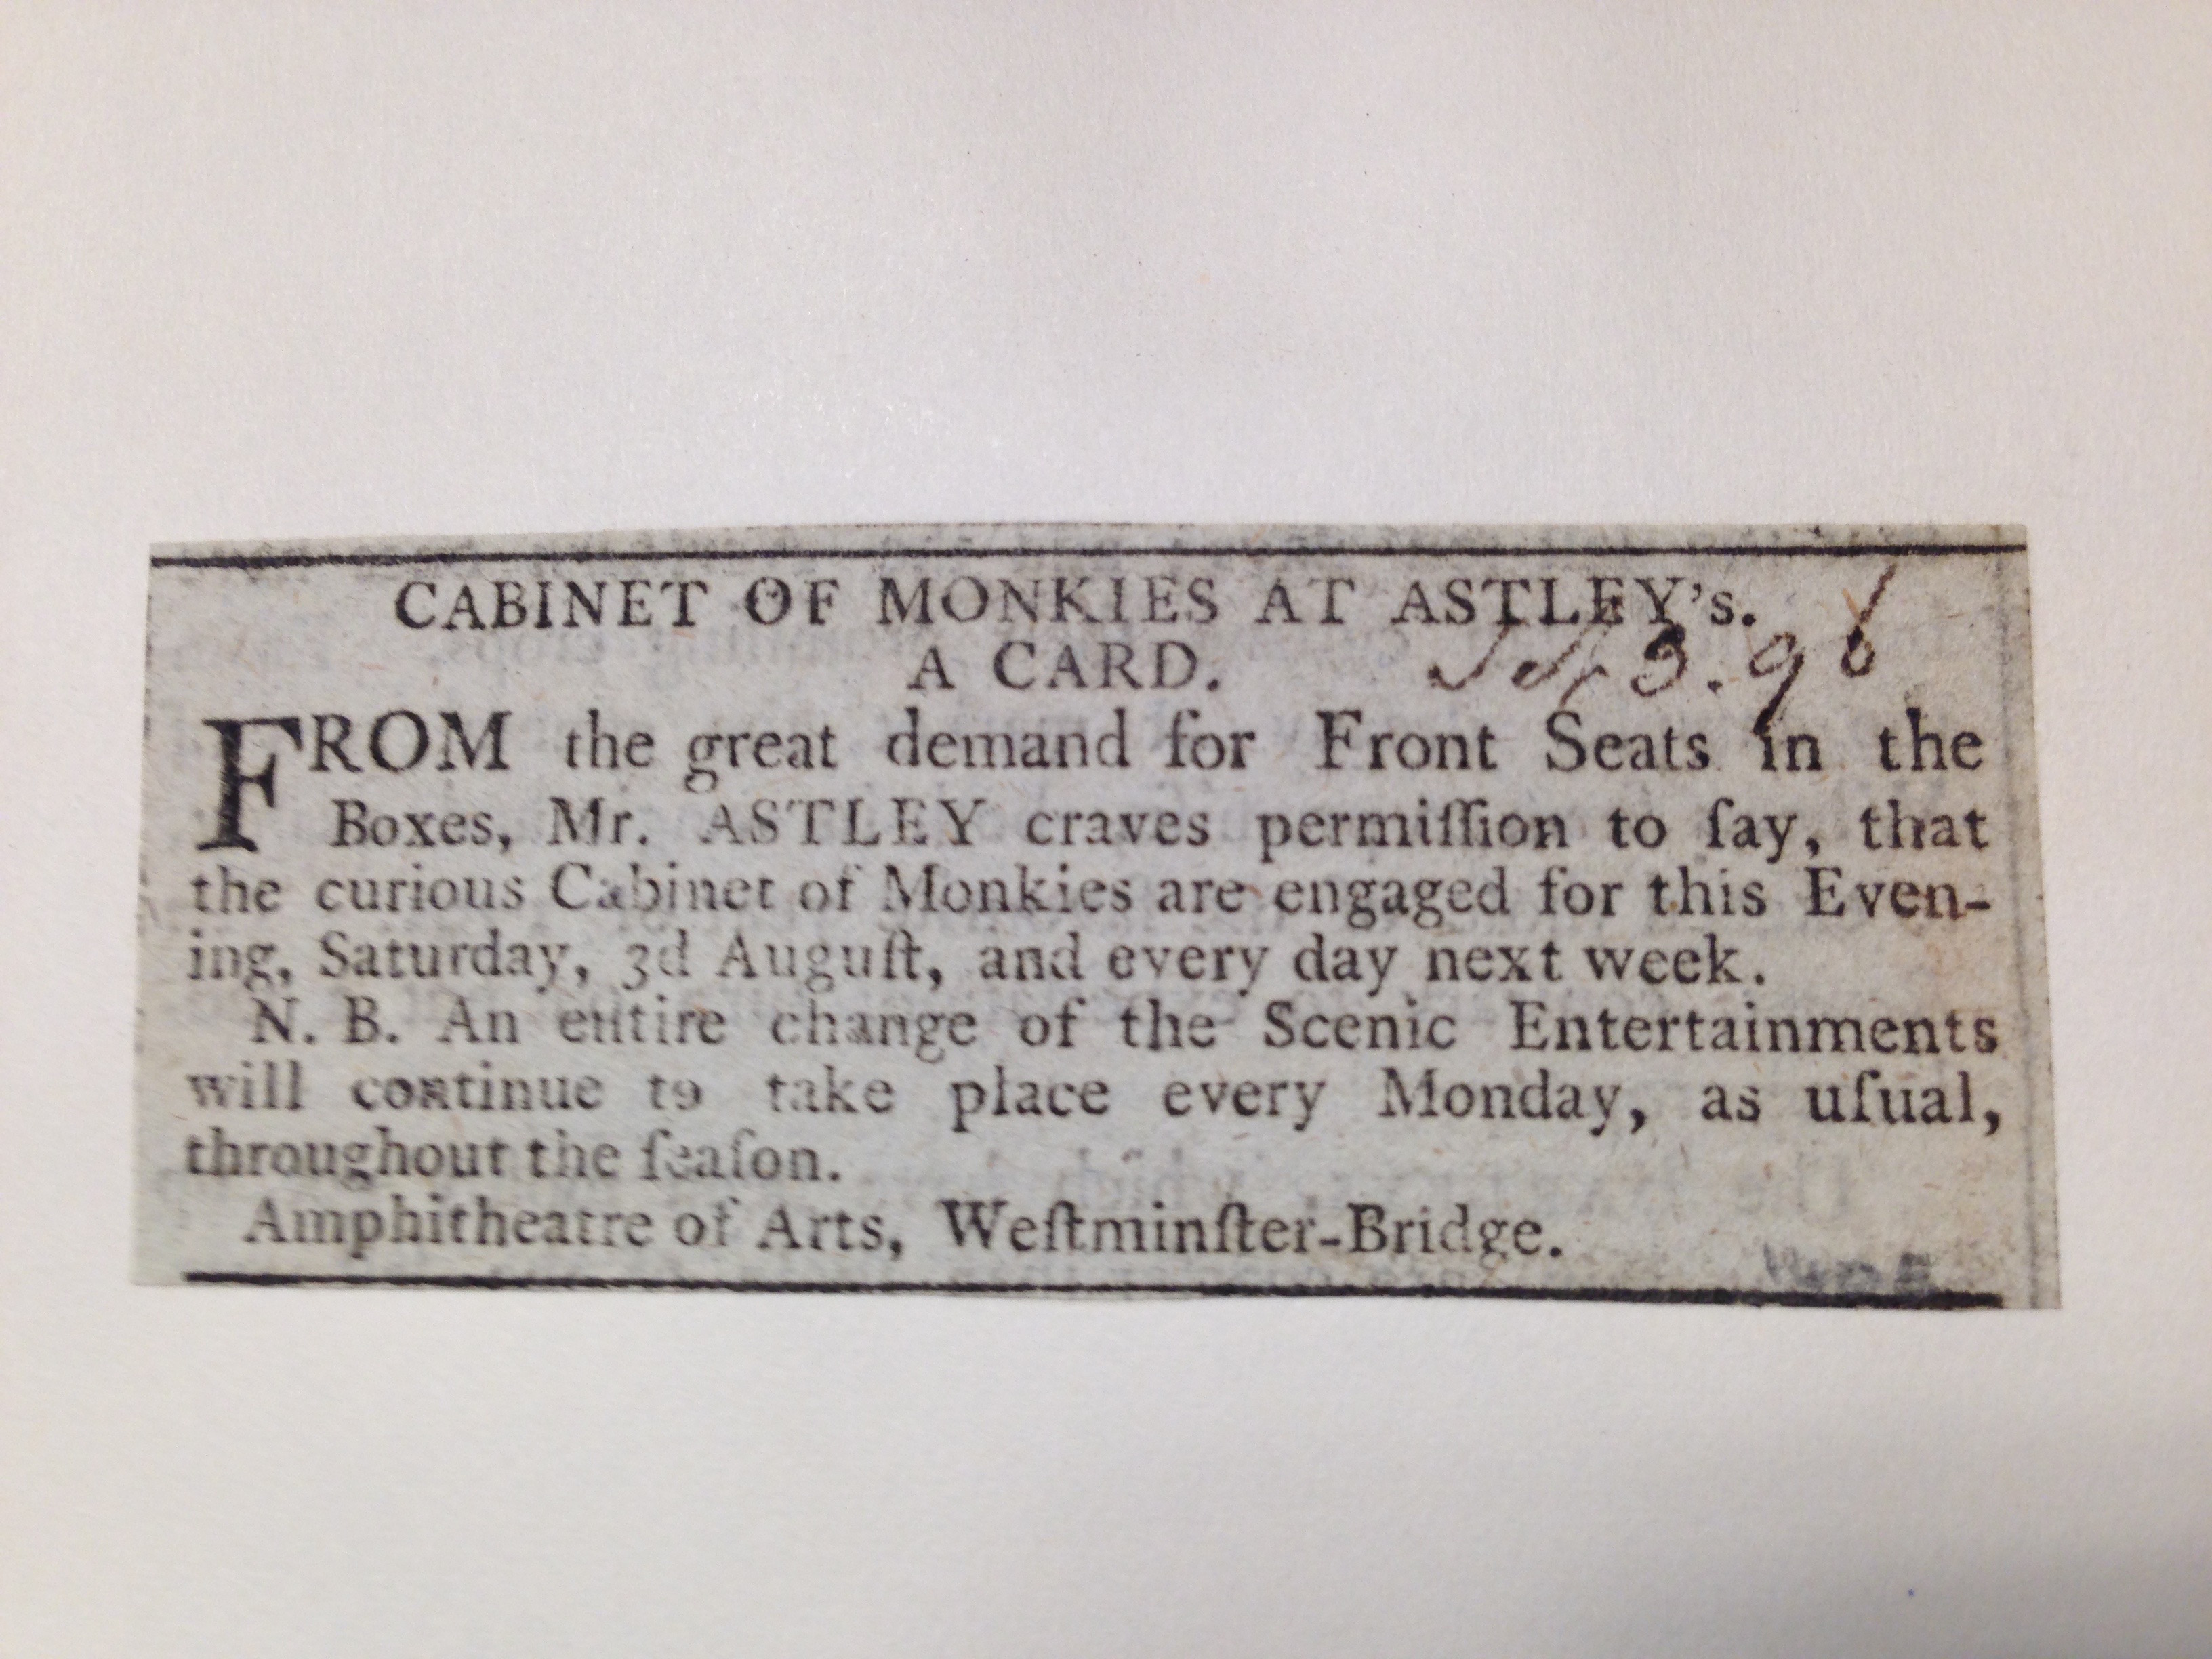 CABINET OF MONKIES AT ASTLEY's.
A CARD. 3. 96
FROM the great demand for Front Seats in the
Boxes, Mr. ASTLEY craves permiſſion to ſay, that
the curious Cabinet of Monkies are engaged for this Even-
ing, Saturday, 3d Auguſt, and every day next week.
N. B. An entire change of the Scenic Entertainments
will continue to take place every Monday, as uſual,
throughout the ſeaſon.
Amphitheatre of Arts, Weſtminſter-Bridge.